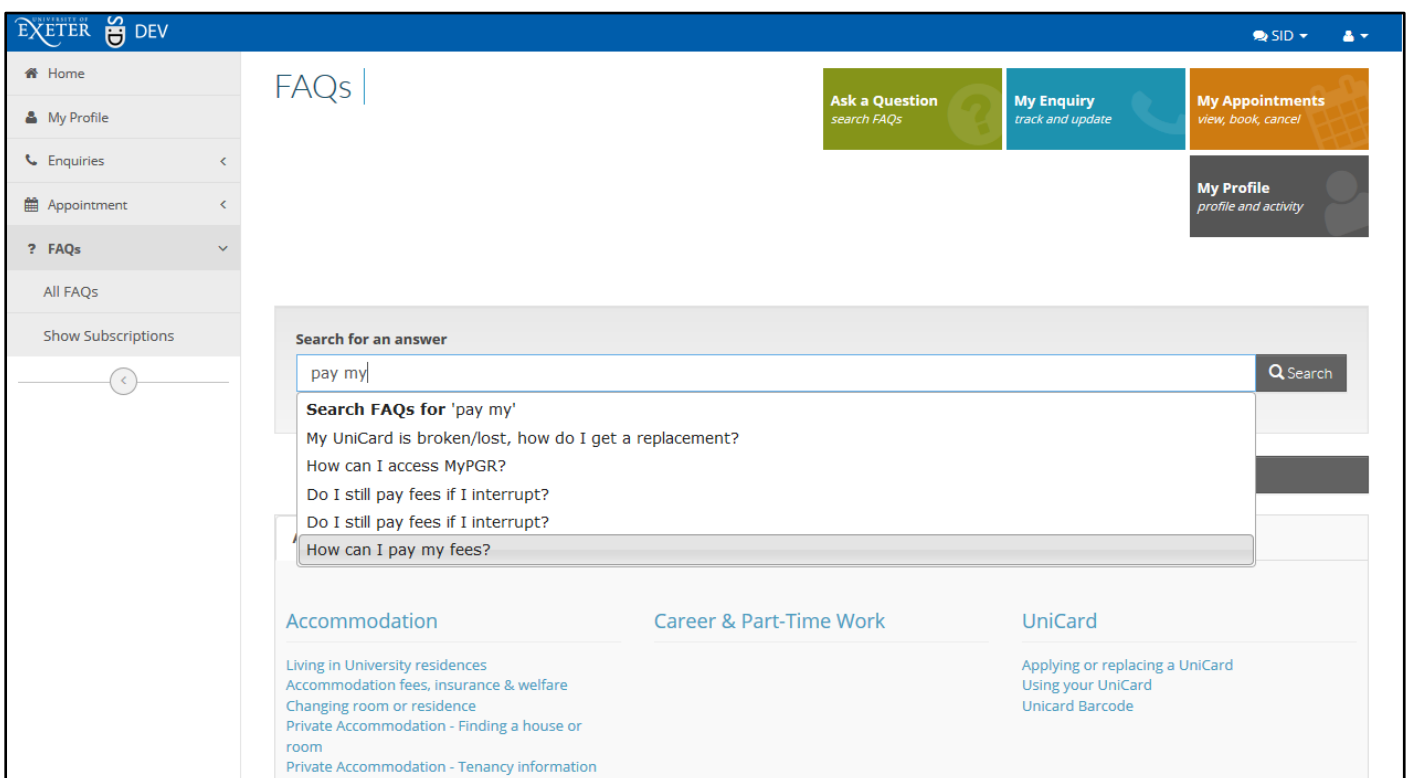 UNIVERSITY OF
EXETER SID DEV
SID
Home
My Profile
Enquiries
Appointment
? FAQs
All FAQs
Show Subscriptions
FAQs
Ask a Question
search FAQs
My Enquiry
track and update
My Appointments
view, book, cancel
My Profile
profile and activity
Search for an answer
pay my
Search
Search FAQs for 'pay my'
My UniCard is broken/lost, how do I get a replacement?
How can I access MyPGR?
Do I still pay fees if I interrupt?
Do I still pay fees if I interrupt?
How can I pay my fees?
Accommodation
Living in University residences
Accommodation fees, insurance & welfare
Changing room or residence
Private Accommodation - Finding a house or
room
Private Accommodation - Tenancy information
Career & Part-Time Work
UniCard
Applying or replacing a UniCard
Using your UniCard
Unicard Barcode